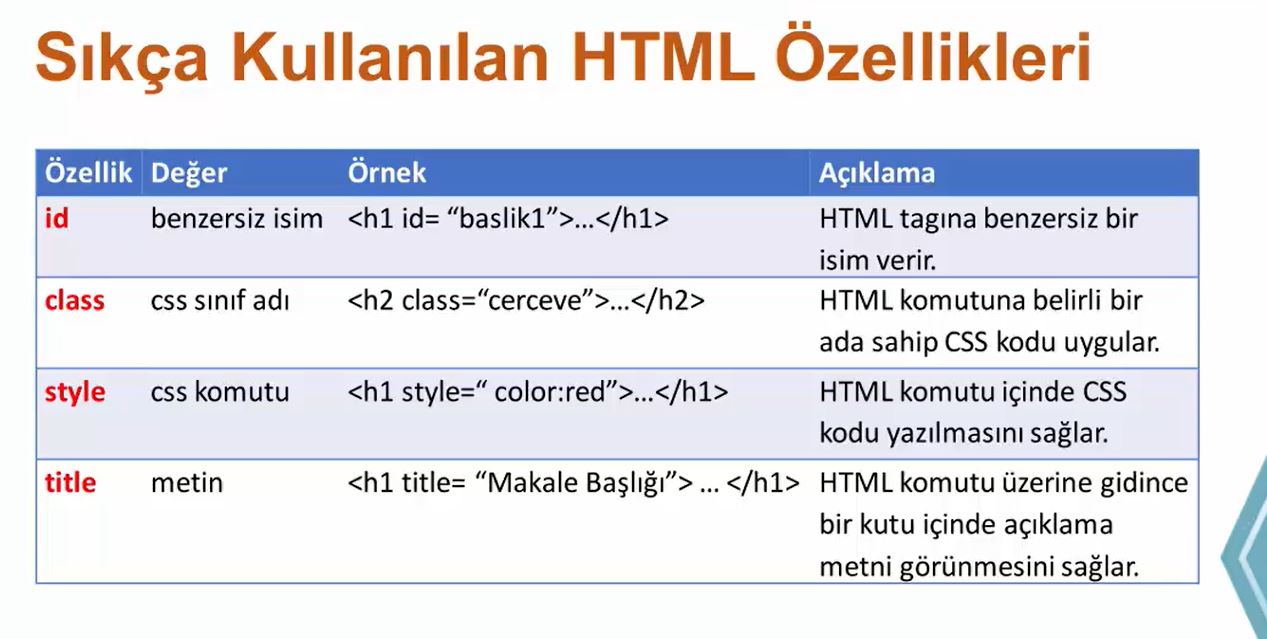 Sıkça Kullanılan HTML Özellikleri
Özellik Değer Örnek Açıklama
id benzersiz isim <h1 id= “baslik1”>...</h1> HTML tagına benzersiz bir
isim verir.
class css sınıf adı <h2 class=“cerceve”>...</h2> HTML komutuna belirli bir
ada sahip CSS kodu uygular.
style css komutu <h1 style=“ color:red”>...</h1> HTML komutu içinde CSS
kodu yazılmasını sağlar.
title metin <h1 title= “Makale Başlığı”> ... </h1> HTML komutu üzerine gidince
bir kutu içinde açıklama
metni görünmesini sağlar.